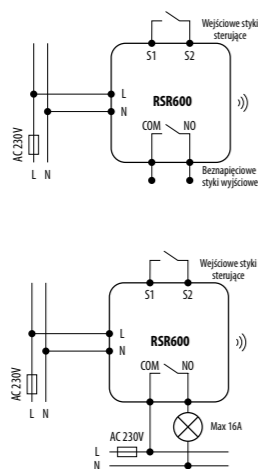 Wejściowe styki
sterujące
S1 S2
L
RSR600
N
COM NO
AC 230V
L N
Beznapięciowe
styki wyjściowe
Wejściowe styki
sterujące
S1 S2
L
RSR600
N
COM NO
AC 230V
L N
Max 16A
AC 230V
L
N